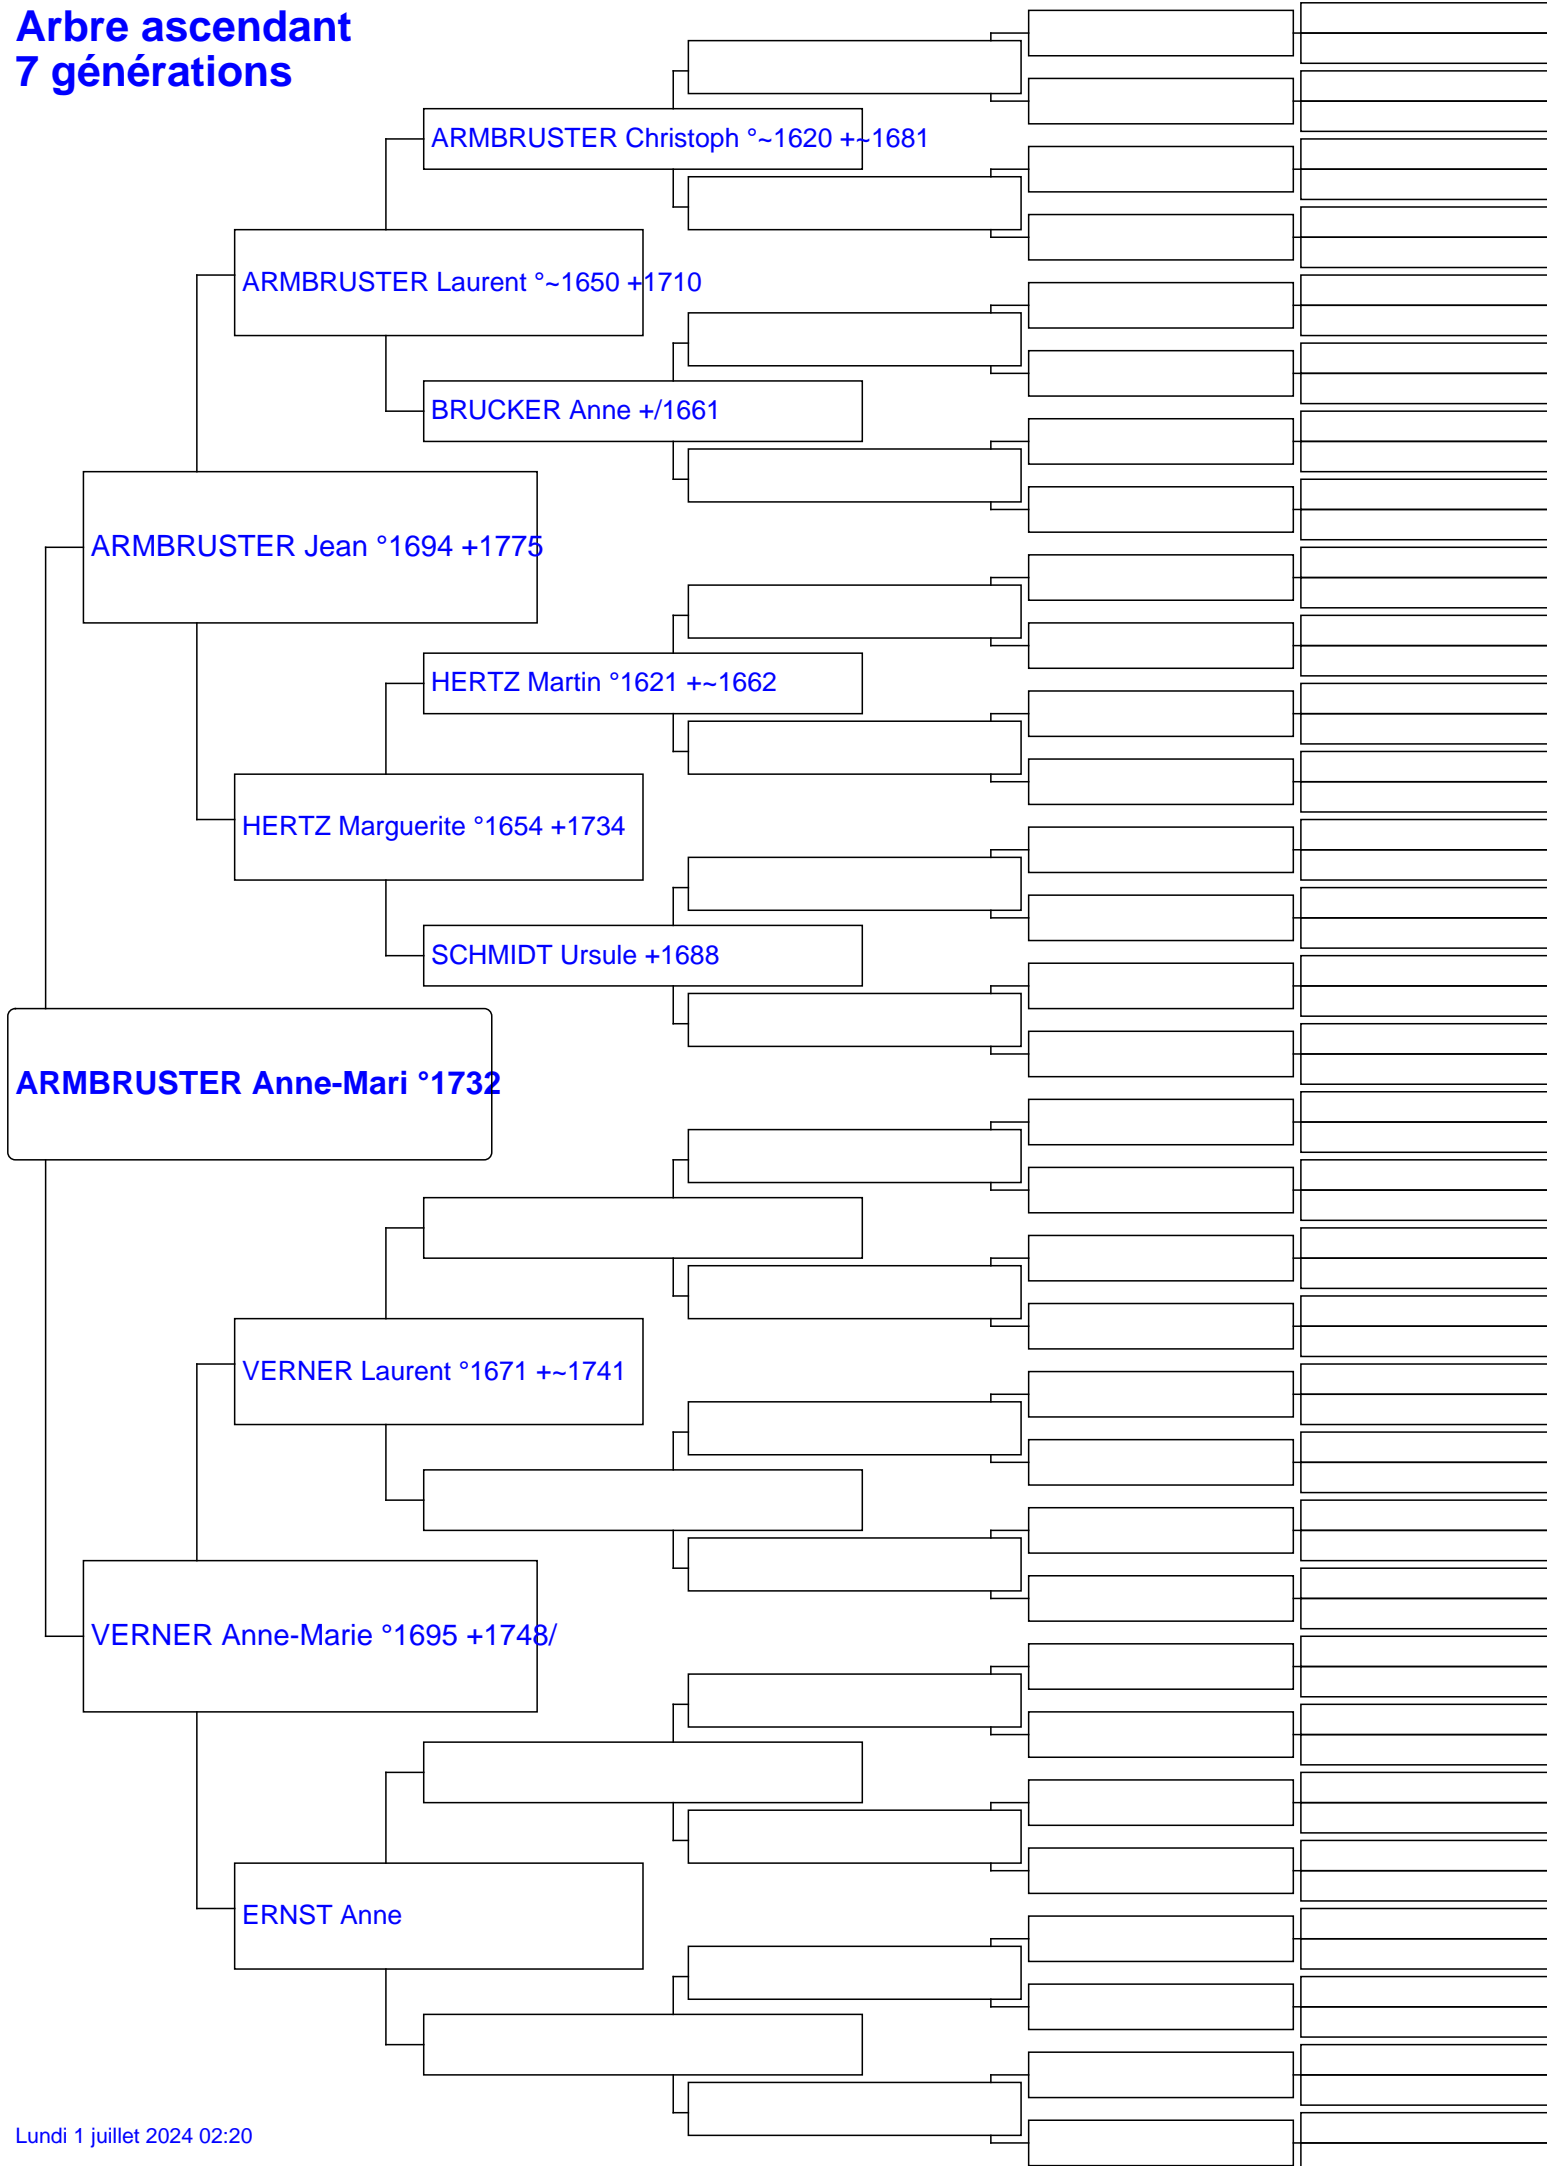 Arbre ascendant
7 générations
ARMBRUSTER Christoph °~1620 +~1681
ARMBRUSTER Laurent °~1650 +1710
BRUCKER Anne +/1661
ARMBRUSTER Jean °1694 +1775
HERTZ Martin °1621 +~1662
HERTZ Marguerite °1654 +1734
SCHMIDT Ursule +1688
ARMBRUSTER Anne-Mari °1732
VERNER Laurent °1671 +~1741
VERNER Anne-Marie °1695 +1748/
ERNST Anne
Lundi 1 juillet 2024 02:20